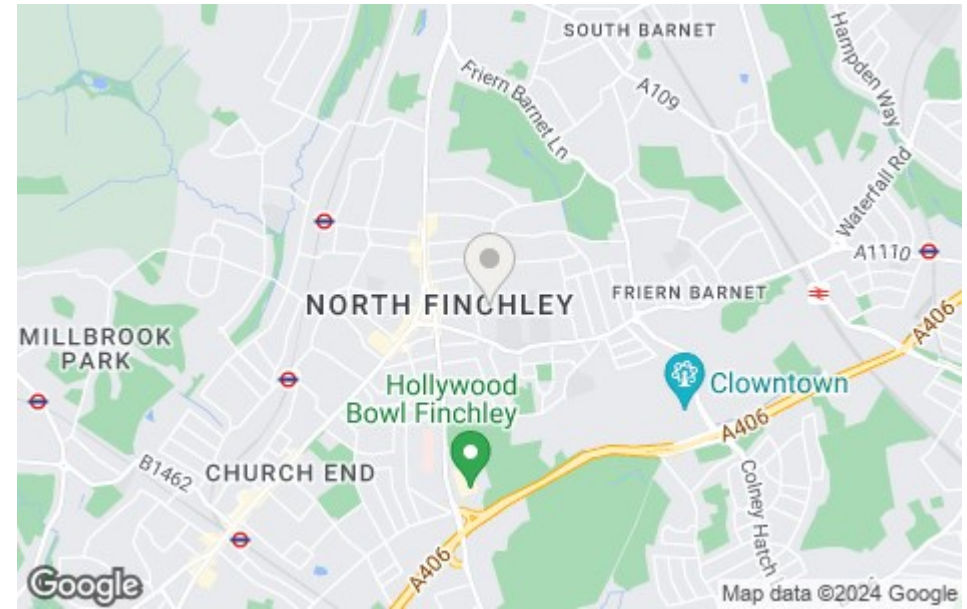 SOUTH BARNET
Hampden Way
Friern Barnet Ln
A109
Waterfall Rd
A1110
NORTH FINCHLEY
FRIERN BARNET
A406
MILLBROOK
PARK
Hollywood
Bowl Finchley
Clowntown
A406
B1462
CHURCH END
Colney Hatch
A406
Google
Map data ©2024 Google